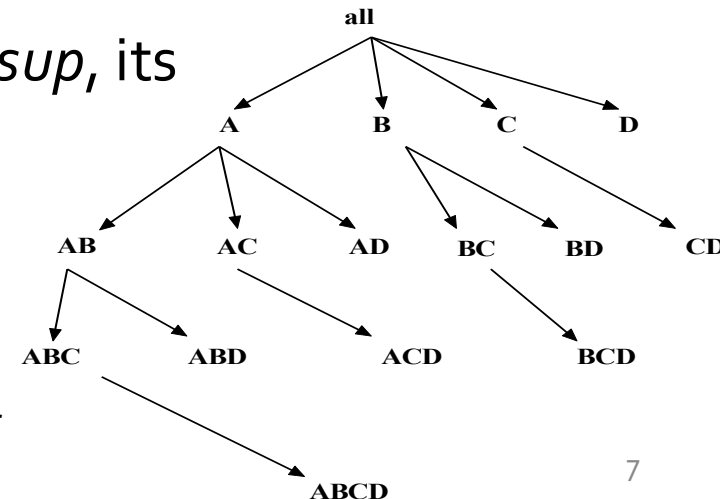 all
sup, its
A B C D
AB AC AD BC BD CD
ABC ABD ACD BCD
7
ABCD